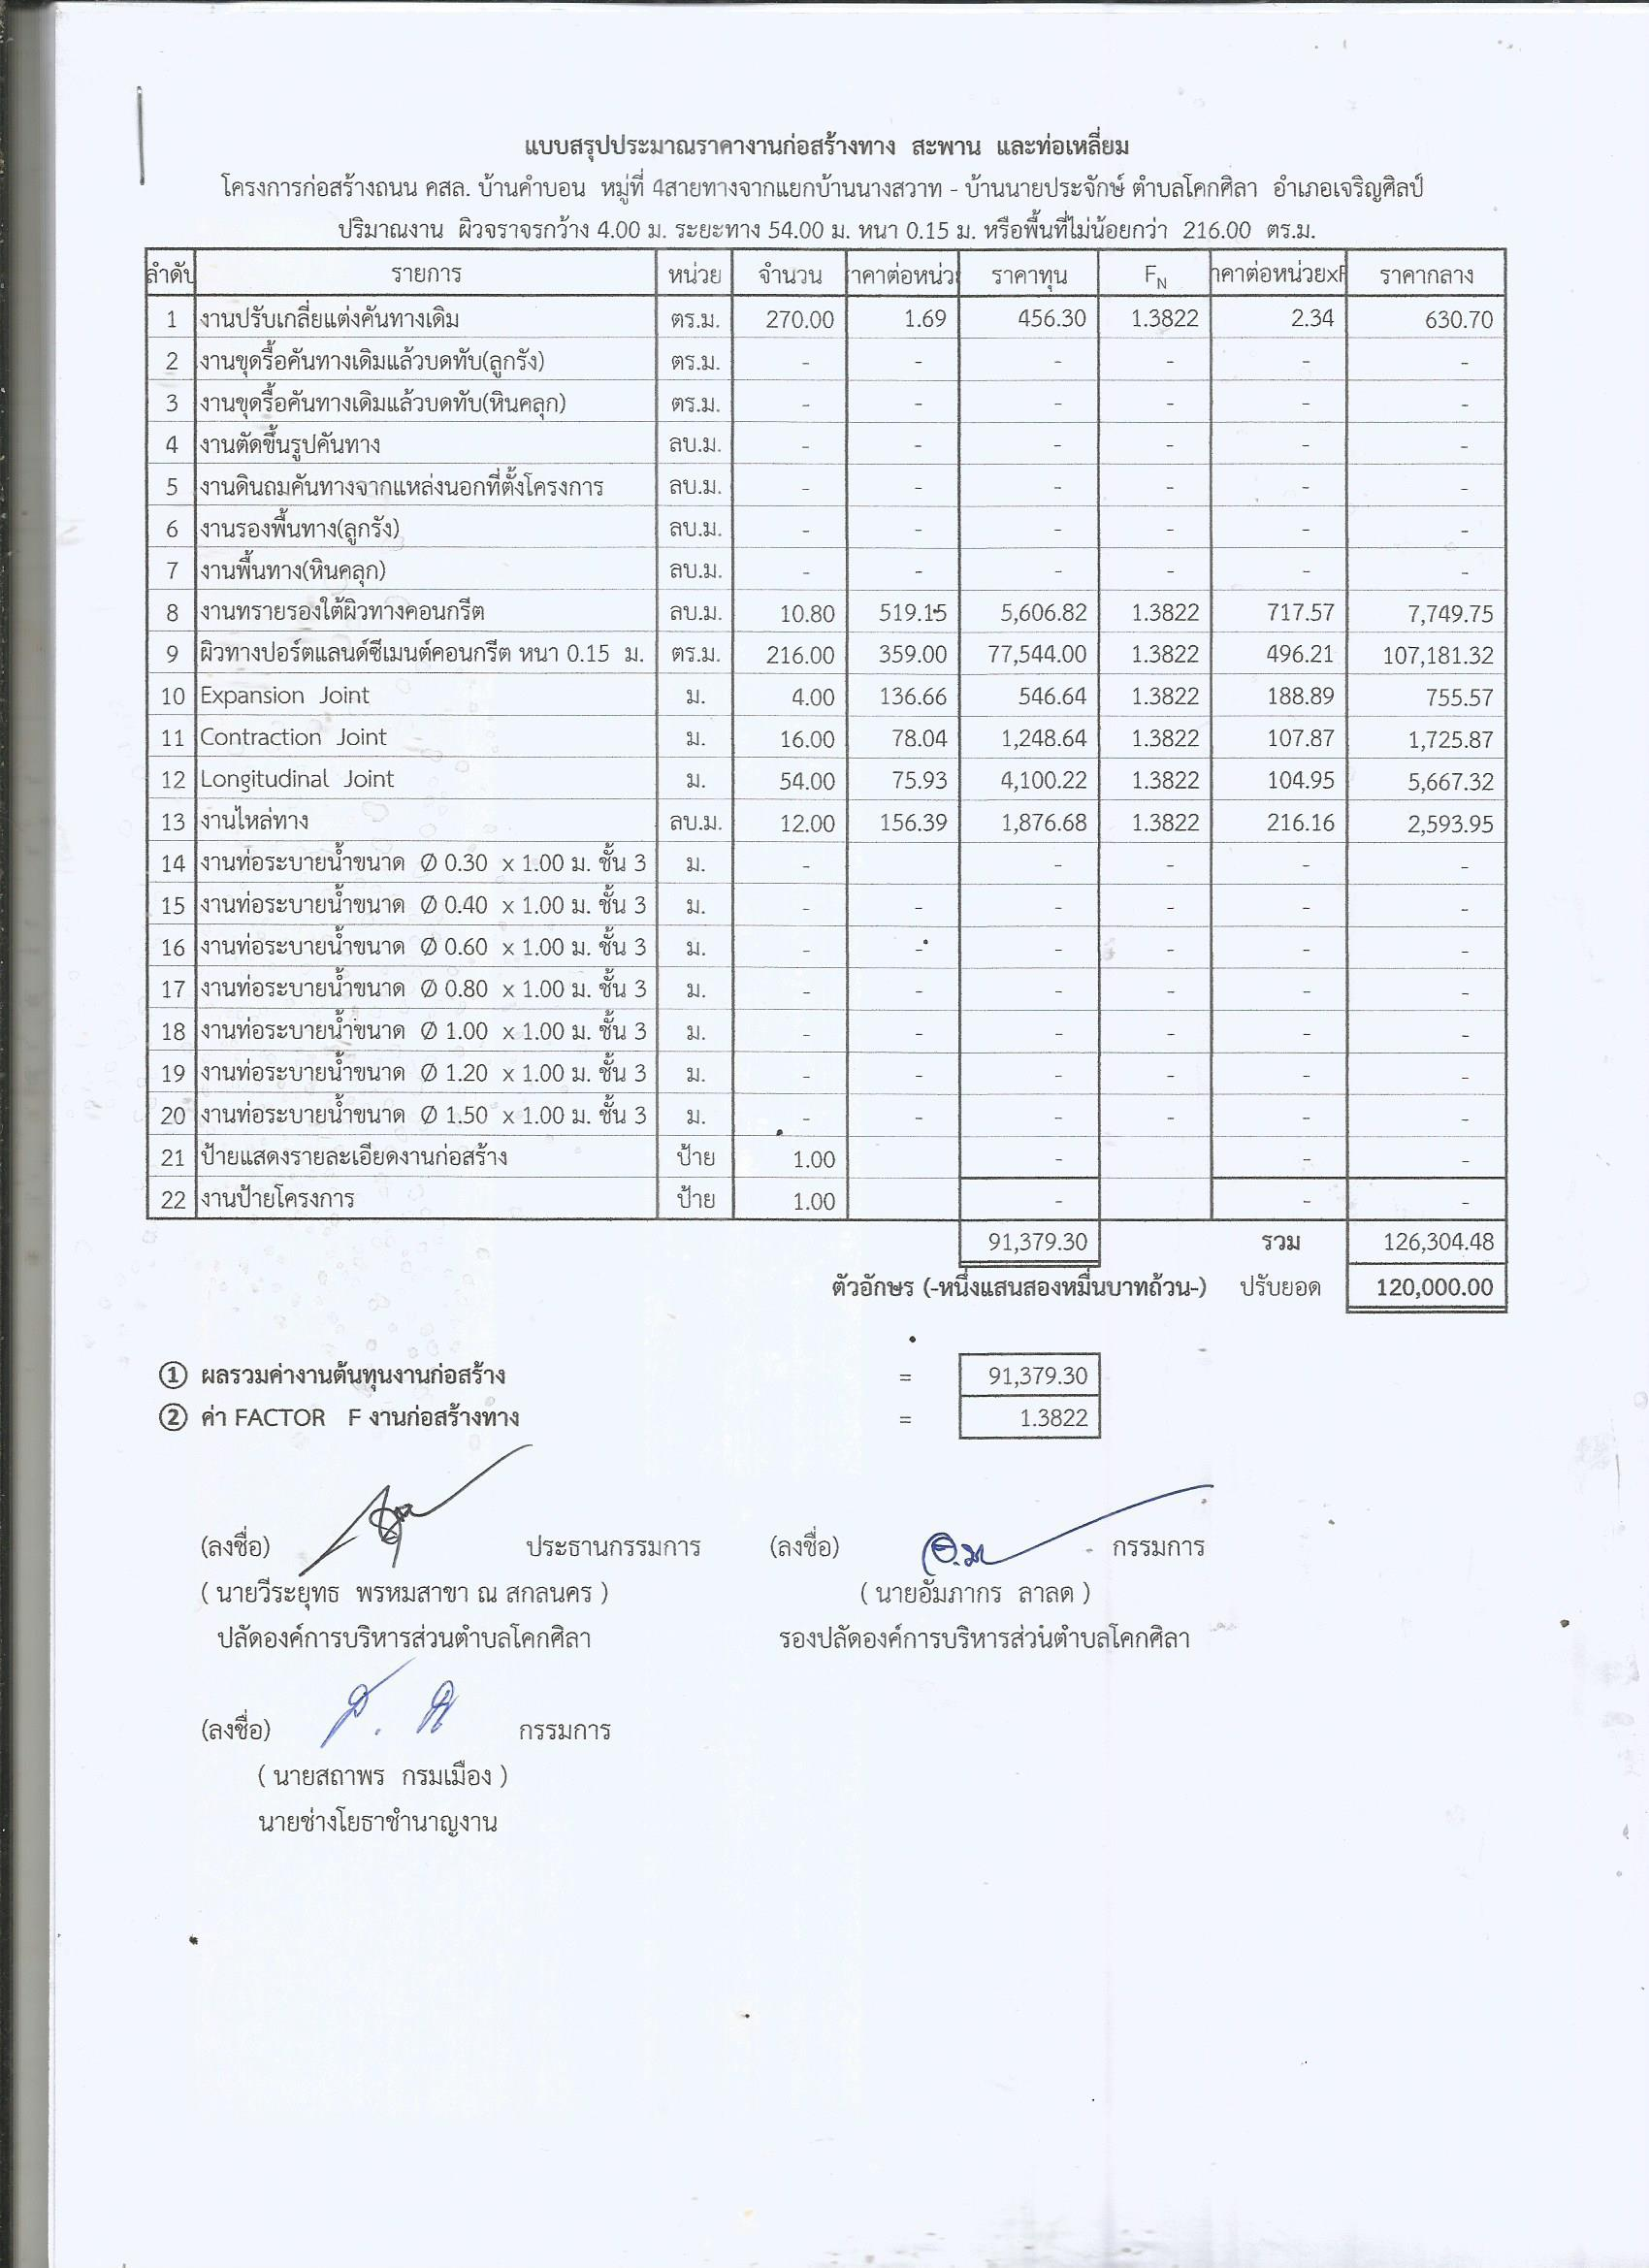 แบบสรุปประมาณราคางานก่อสร้างทาง สะพาน และท่อเหลี่ยม
โครงการก่อสร้างถนน คสล. บ้านคำบอน หมู่ที่ 4สายทางจากแยกบ้านนางสวาท - บ้านนายประจักษ์ ตำบลโคกศิลา อำเภอเจริญศิลป์
ปริมาณงาน ผิวจราจรกว้าง 4.00 ม. ระยะทาง 54.00 ม. หนา 0.15 ม. หรือพื้นที่ไม่น้อยกว่า 216.00 ตร.ม.
ลำดับ รายการ หน่วย จำนวน าคาต่อหน่วย ราคาทุน FN าคาต่อหน่วยxF ราคากลาง
1 งานปรับเกลี่ยแต่งคันทางเดิม ตร.ม. 270.00 1.69 456.30 1.3822 2.34 630.70
2 งานขุดรื้อคันทางเดิมแล้วบดทับ(ลูกรัง) ตร.ม. - - - - - -
3 งานขุดรื้อคันทางเดิมแล้วบดทับ(หินคลุก) ตร.ม. - - - - - -
4 งานตัดขึ้นรูปคันทาง ลบ.ม. - - - - - -
5 งานดินถมคันทางจากแหล่งนอกที่ตั้งโครงการ ลบ.ม. - - - - - -
6 งานรองพื้นทาง(ลูกรัง) ลบ.ม. - - - - - -
7 งานพื้นทาง(หินคลุก) ลบ.ม. - - - - - -
8 งานทรายรองใต้ผิวทางคอนกรีต ลบ.ม. 10.80 519.15 5,606.82 1.3822 717.57 7,749.75
9 ผิวทางปอร์ตแลนด์ซีเมนต์คอนกรีต หนา 0.15 ม. ตร.ม. 216.00 359.00 77,544.00 1.3822 496.21 107,181.32
10 Expansion Joint ม. 4.00 136.66 546.64 1.3822 188.89 755.57
11 Contraction Joint ม. 16.00 78.04 1,248.64 1.3822 107.87 1,725.87
12 Longitudinal Joint ม. 54.00 75.93 4,100.22 1.3822 104.95 5,667.32
13 งานไหล่ทาง ลบ.ม. 12.00 156.39 1,876.68 1.3822 216.16 2,593.95
14 งานท่อระบายน้ำขนาด Ø 0.30 x 1.00 ม. ชั้น 3 ม. - - - - -
15 งานท่อระบายน้ำขนาด Ø 0.40 x 1.00 ม. ชั้น 3 ม. - - - - - -
16 งานท่อระบายน้ำขนาด Ø 0.60 x 1.00 ม. ชั้น 3 ม. - - - - - -
17 งานท่อระบายน้ำขนาด Ø 0.80 x 1.00 ม. ชั้น 3 ม. - - - - - -
18 งานท่อระบายน้ำขนาด Ø 1.00 x 1.00 ม. ชั้น 3 ม. - - - - - -
19 งานท่อระบายน้ำขนาด Ø 1.20 x 1.00 ม. ชั้น 3 ม. - - - - - -
20 งานท่อระบายน้ำขนาด Ø 1.50 x 1.00 ม. ชั้น 3 ม. - - - - - -
21 ป้ายแสดงรายละเอียดงานก่อสร้าง ป้าย 1.00 - - -
22 งานป้ายโครงการ ป้าย 1.00 - - -
91,379.30 รวม 126,304.48
ตัวอักษร (-หนึ่งแสนสองหมื่นบาทถ้วน-) ปรับยอด 120,000.00
① ผลรวมค่างานต้นทุนงานก่อสร้าง = 91,379.30
② ค่า FACTOR F งานก่อสร้างทาง = 1.3822
(ลงชื่อ) ประธานกรรมการ (ลงชื่อ) กรรมการ
( นายวีระยุทธ พรหมสาขา ณ สกลนคร ) ( นายอัมภากร ลาลด )
ปลัดองค์การบริหารส่วนตำบลโคกศิลา รองปลัดองค์การบริหารส่วนตำบลโคกศิลา
(ลงชื่อ) กรรมการ
( นายสถาพร กรมเมือง )
นายช่างโยธาชำนาญงาน